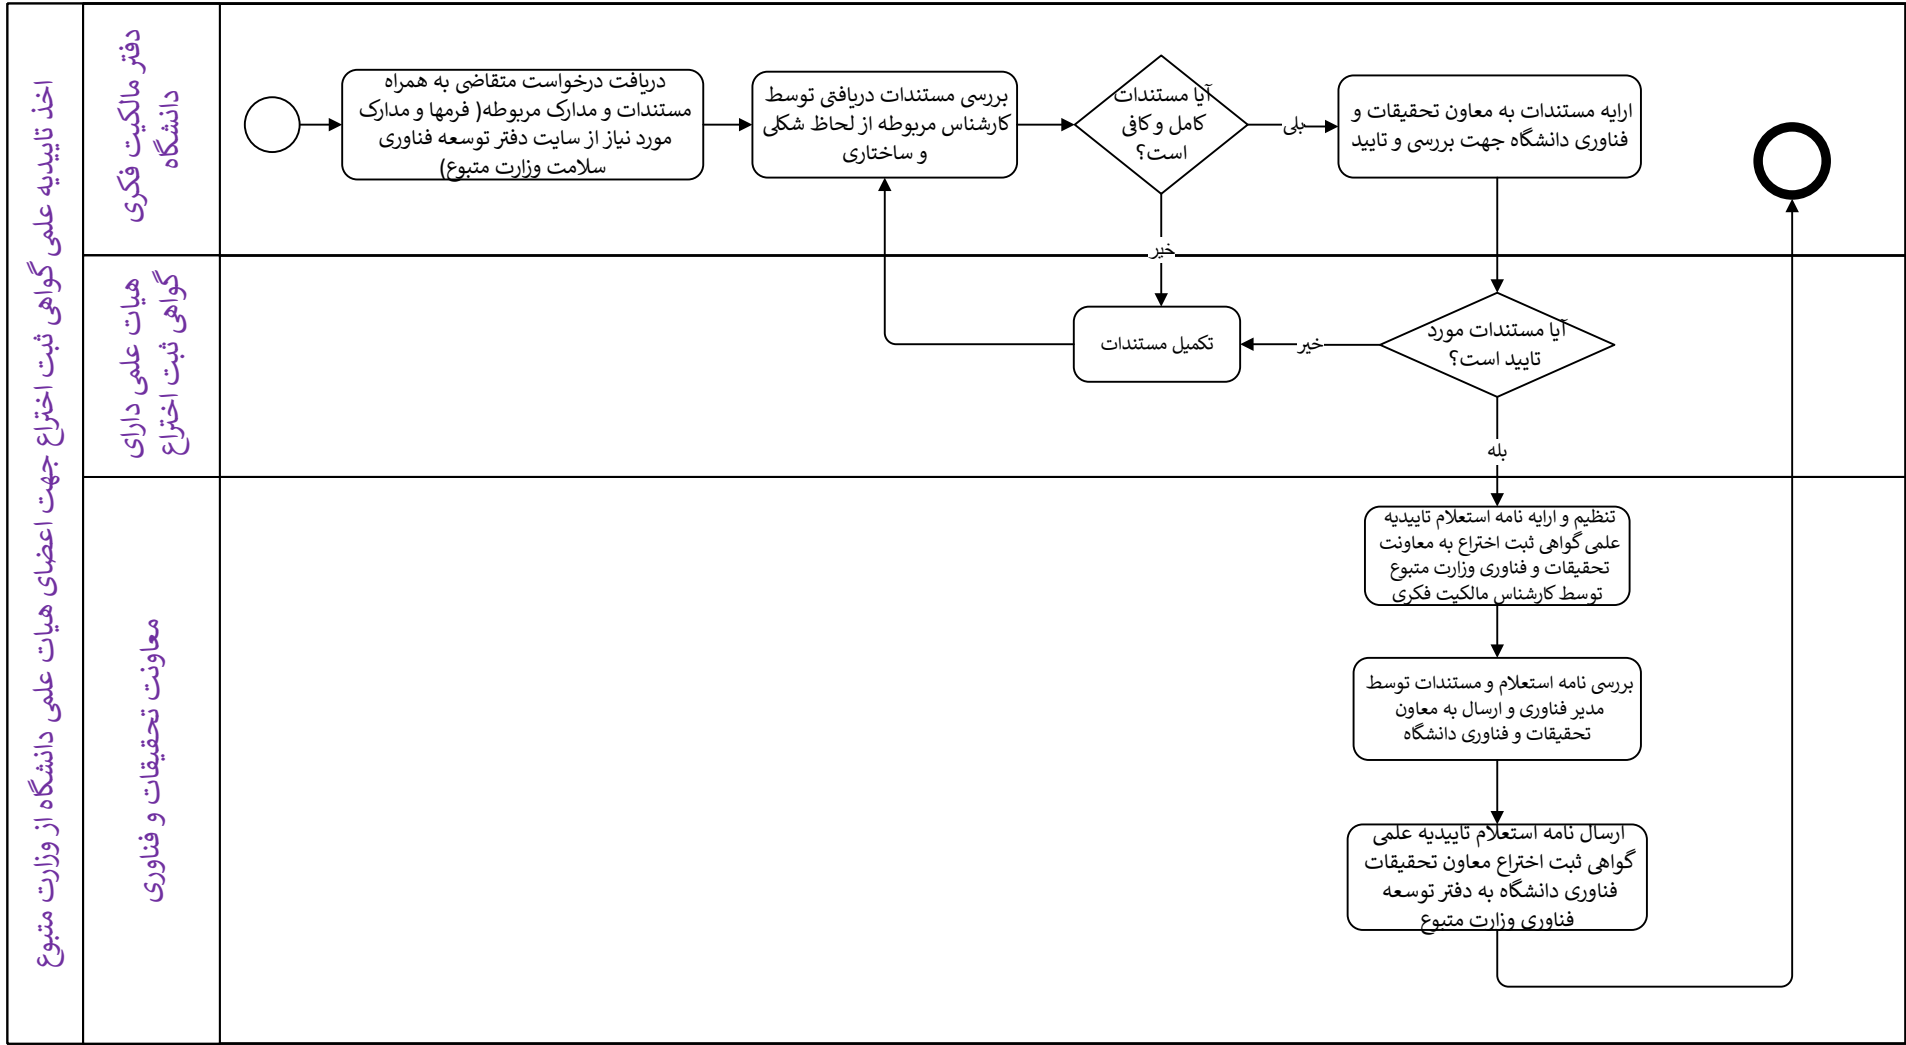 اخذ تاییدیه علمی گواهی ثبت اختراع جهت اعضای هیات علمی دانشگاه از وزارت متبوع
دفتر مالکیت فکری
دانشگاه
دریافت درخواست متقاضی به همراه
مستندات و مدارک مربوطه( فرمها و مدارک
مورد نیاز از سایت دفتر توسعه فناوری
سلامت وزارت متبوع)
بررسی مستندات دریافتی توسط
کارشناس مربوطه از لحاظ شکلی
و ساختاری
آیا مستندات
کامل و کافی
است؟
بلی
ارایه مستندات به معاون تحقیقات و
فناوری دانشگاه جهت بررسی و تایید
خیر
هیات علمی دارای
گواهی ثبت اختراع
تکمیل مستندات
خیر
آیا مستندات مورد
تایید است؟
بله
معاونت تحقیقات و فناوری
تنظیم و ارایه نامه استعلام تاییدیه
علمی گواهی ثبت اختراع به معاونت
تحقیقات و فناوری وزارت متبوع
توسط کارشناس مالکیت فکری
بررسی نامه استعلام و مستندات توسط
مدیر فناوری و ارسال به معاون
تحقیقات و فناوری دانشگاه
ارسال نامه استعلام تاییدیه علمی
گواهی ثبت اختراع معاون تحقیقات
فناوری دانشگاه به دفتر توسعه
فناوری وزارت متبوع